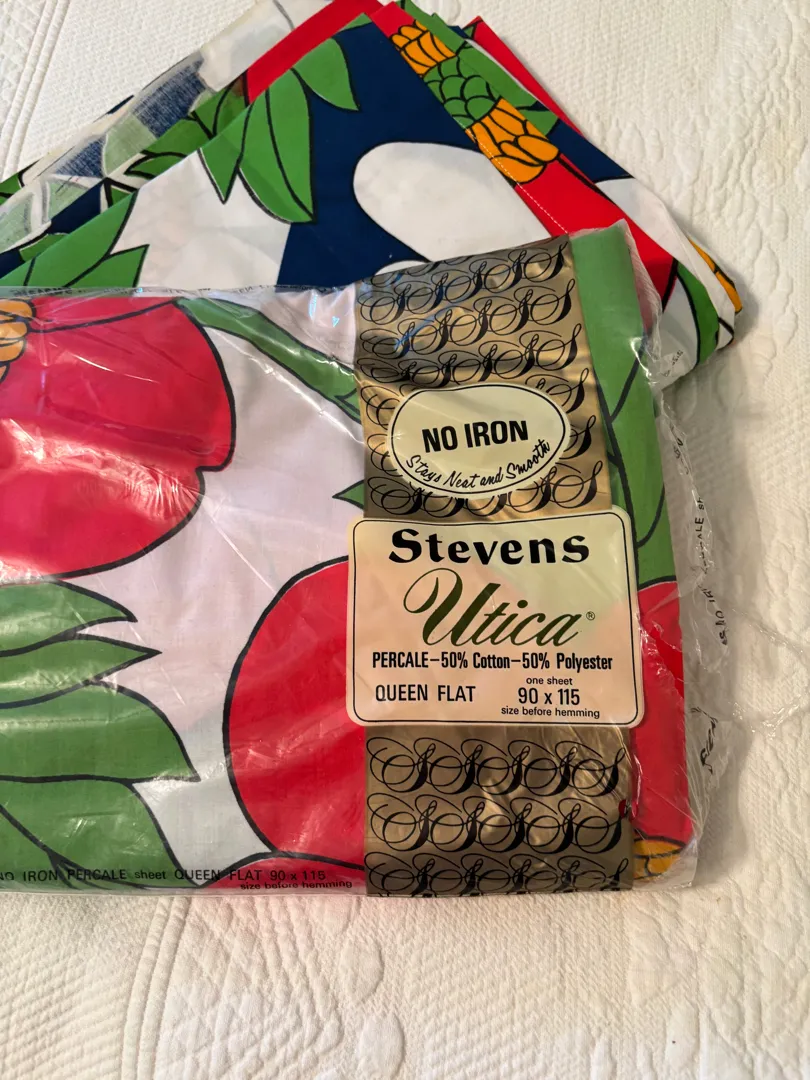 NO IRON
Stays Neat and Smooth
Stevens
Utica®
PERCALE—50% Cotton—50% Polyester
QUEEN FLAT
one sheet
90 x 115
size before hemming
NO IRON PERCALE sheet QUEEN FLAT 90 x 115
size before hemming